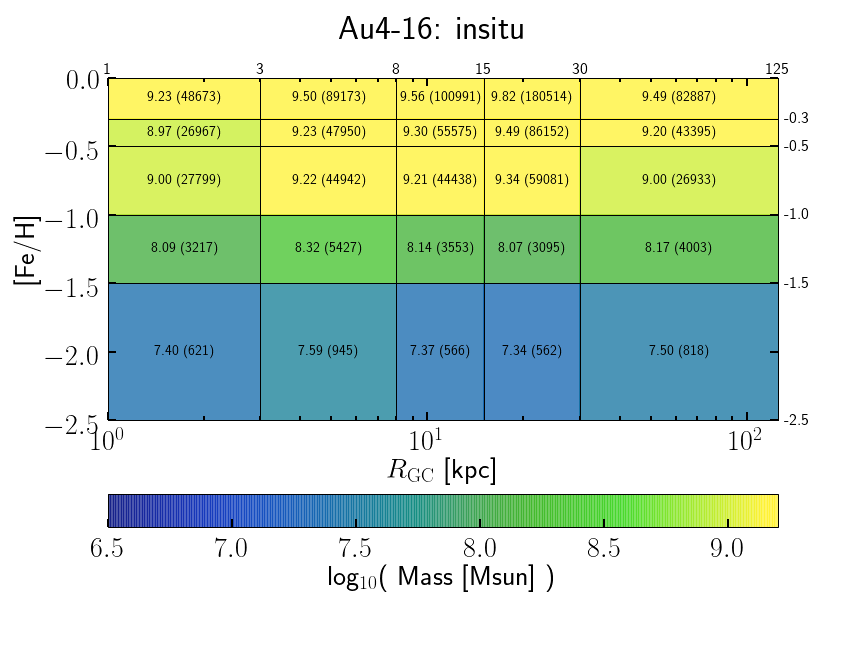 Au4-16: insitu
1 3 8 15 30 125
0.0
9.23 (48673) 9.50 (89173) 9.56 (100991) 9.82 (180514) 9.49 (82887)
-0.3
8.97 (26967) 9.23 (47950) 9.30 (55575) 9.49 (86152) 9.20 (43395)
−0.5 -0.5
9.00 (27799) 9.22 (44942) 9.21 (44438) 9.34 (59081) 9.00 (26933)
−1.0 -1.0
[Fe/H]
8.09 (3217) 8.32 (5427) 8.14 (3553) 8.07 (3095) 8.17 (4003)
−1.5 -1.5
7.40 (621) 7.59 (945) 7.37 (566) 7.34 (562) 7.50 (818)
−2.0
−2.5 -2.5
10⁰ 10¹ 10²
R_GC [kpc]
6.5 7.0 7.5 8.0 8.5 9.0
log₁₀( Mass [Msun] )